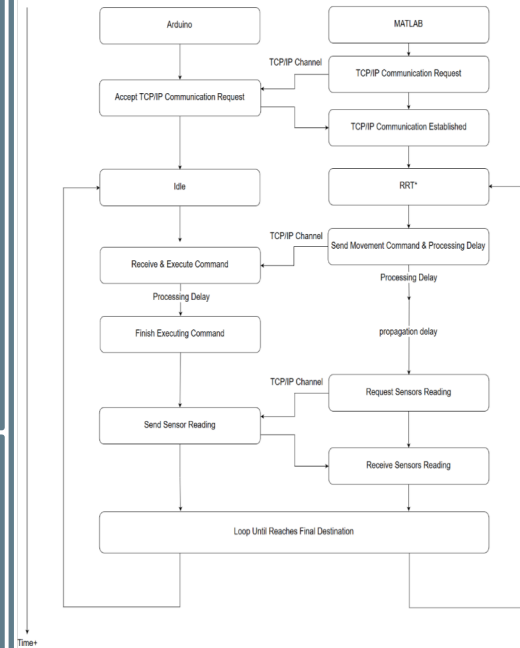 Arduino
MATLAB
TCP/IP Channel
TCP/IP Communication Request
Accept TCP/IP Communication Request
TCP/IP Communication Established
Idle
RRT*
TCP/IP Channel
Send Movement Command & Processing Delay
Receive & Execute Command
Processing Delay
Processing Delay
Finish Executing Command
propagation delay
TCP/IP Channel
Request Sensors Reading
Send Sensor Reading
Receive Sensors Reading
Loop Until Reaches Final Destination
Time+